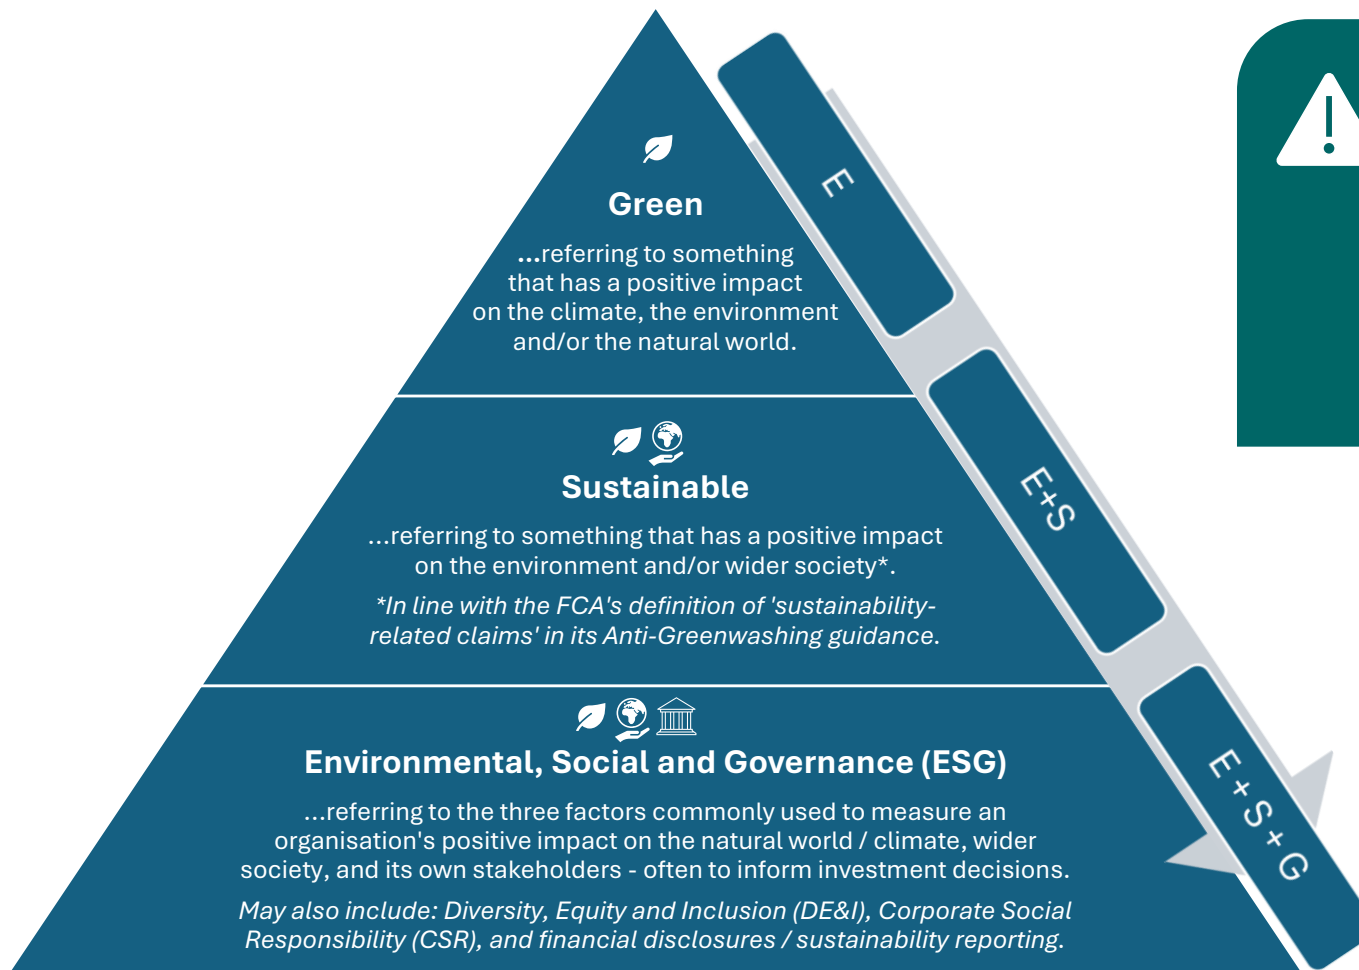 Green
...referring to something
that has a positive impact
on the climate, the environment
and/or the natural world.
E
Sustainable
...referring to something that has a positive impact
on the environment and/or wider society*.
*In line with the FCA's definition of 'sustainability-
related claims' in its Anti-Greenwashing guidance.
E+S
Environmental, Social and Governance (ESG)
...referring to the three factors commonly used to measure an
organisation's positive impact on the natural world / climate, wider
society, and its own stakeholders - often to inform investment decisions.
May also include: Diversity, Equity and Inclusion (DE&I), Corporate Social
Responsibility (CSR), and financial disclosures / sustainability reporting.
E+S+G